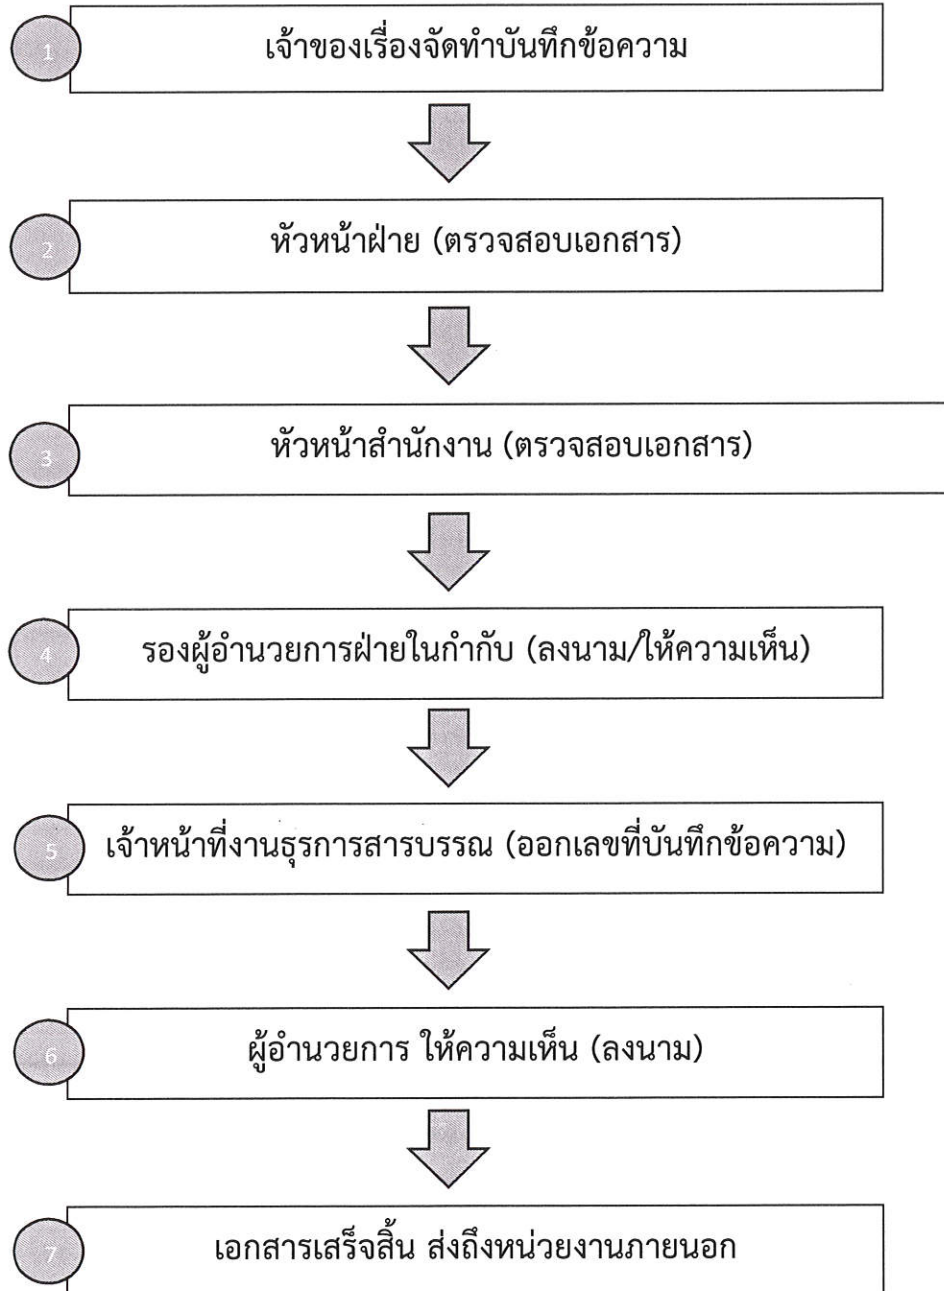 1 เจ้าของเรื่องจัดทำบันทึกข้อความ
2 หัวหน้าฝ่าย (ตรวจสอบเอกสาร)
3 หัวหน้าสำนักงาน (ตรวจสอบเอกสาร)
4 รองผู้อำนวยการฝ่ายในกำกับ (ลงนาม/ให้ความเห็น)
5 เจ้าหน้าที่งานธุรการสารบรรณ (ออกเลขที่บันทึกข้อความ)
6 ผู้อำนวยการ ให้ความเห็น (ลงนาม)
7 เอกสารเสร็จสิ้น ส่งถึงหน่วยงานภายนอก